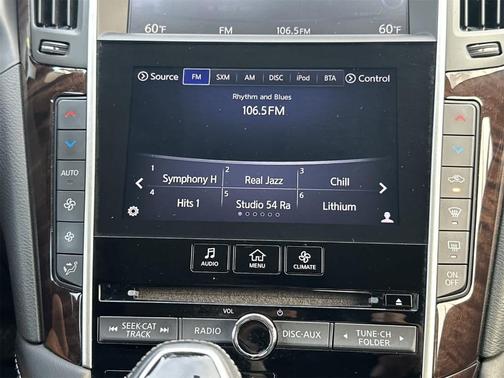 60°F FM 106.5FM 60°F
Source FM SXM AM DISC iPod BTA Control
Rhythm and Blues
106.5 FM
1 Symphony H 2 Real Jazz 3 Chill
4 Hits 1 5 Studio 54 Ra 6 Lithium
AUTO
AUDIO MENU CLIMATE
ON
OFF
VOL
SEEK·CAT
TRACK
RADIO
DISC·AUX
TUNE·CH
FOLDER